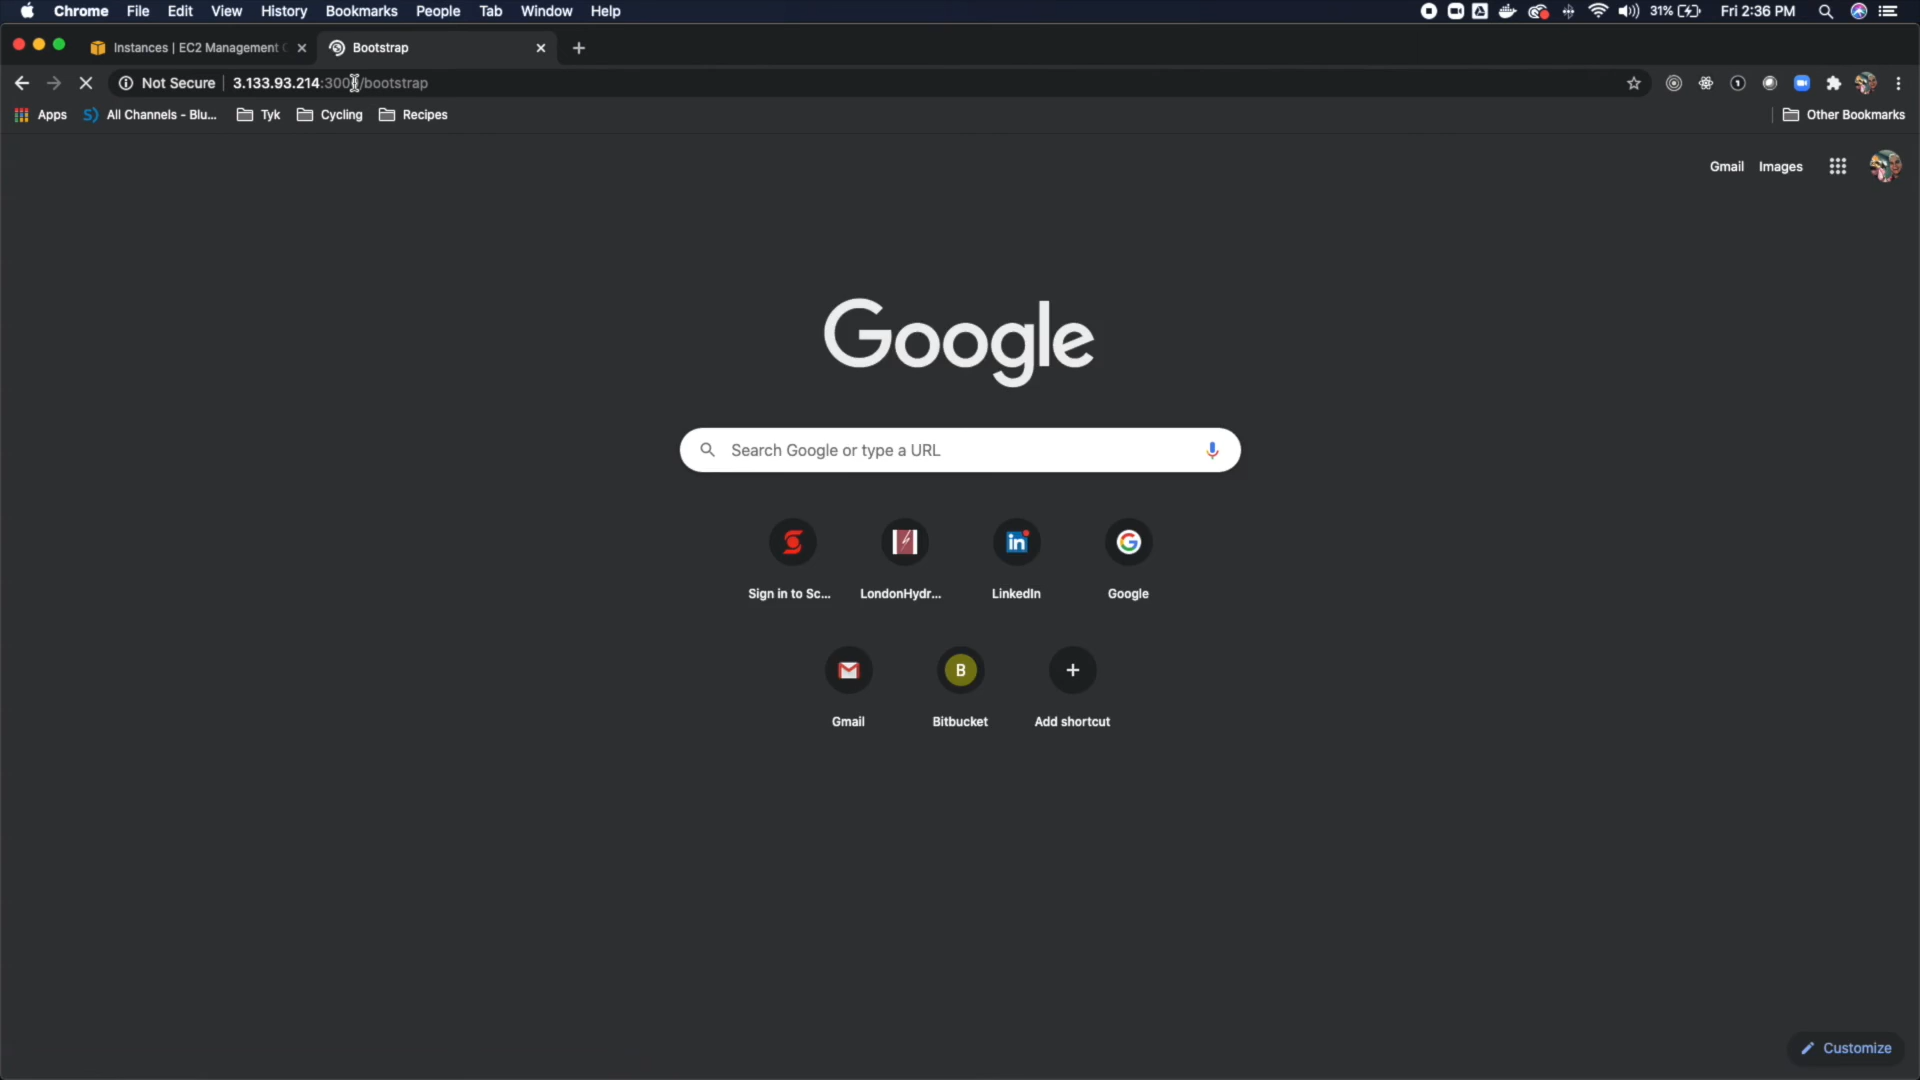 Chrome File Edit View History Bookmarks People Tab Window Help 31% Fri 2:36 PM
Instances | EC2 Management Bootstrap
Not Secure 3.133.93.214:300 /bootstrap
Apps All Channels - Blu... Tyk Cycling Recipes Other Bookmarks
Gmail Images
Google
Search Google or type a URL
Sign in to Sc... LondonHydr... LinkedIn Google
B
Gmail Bitbucket Add shortcut
Customize